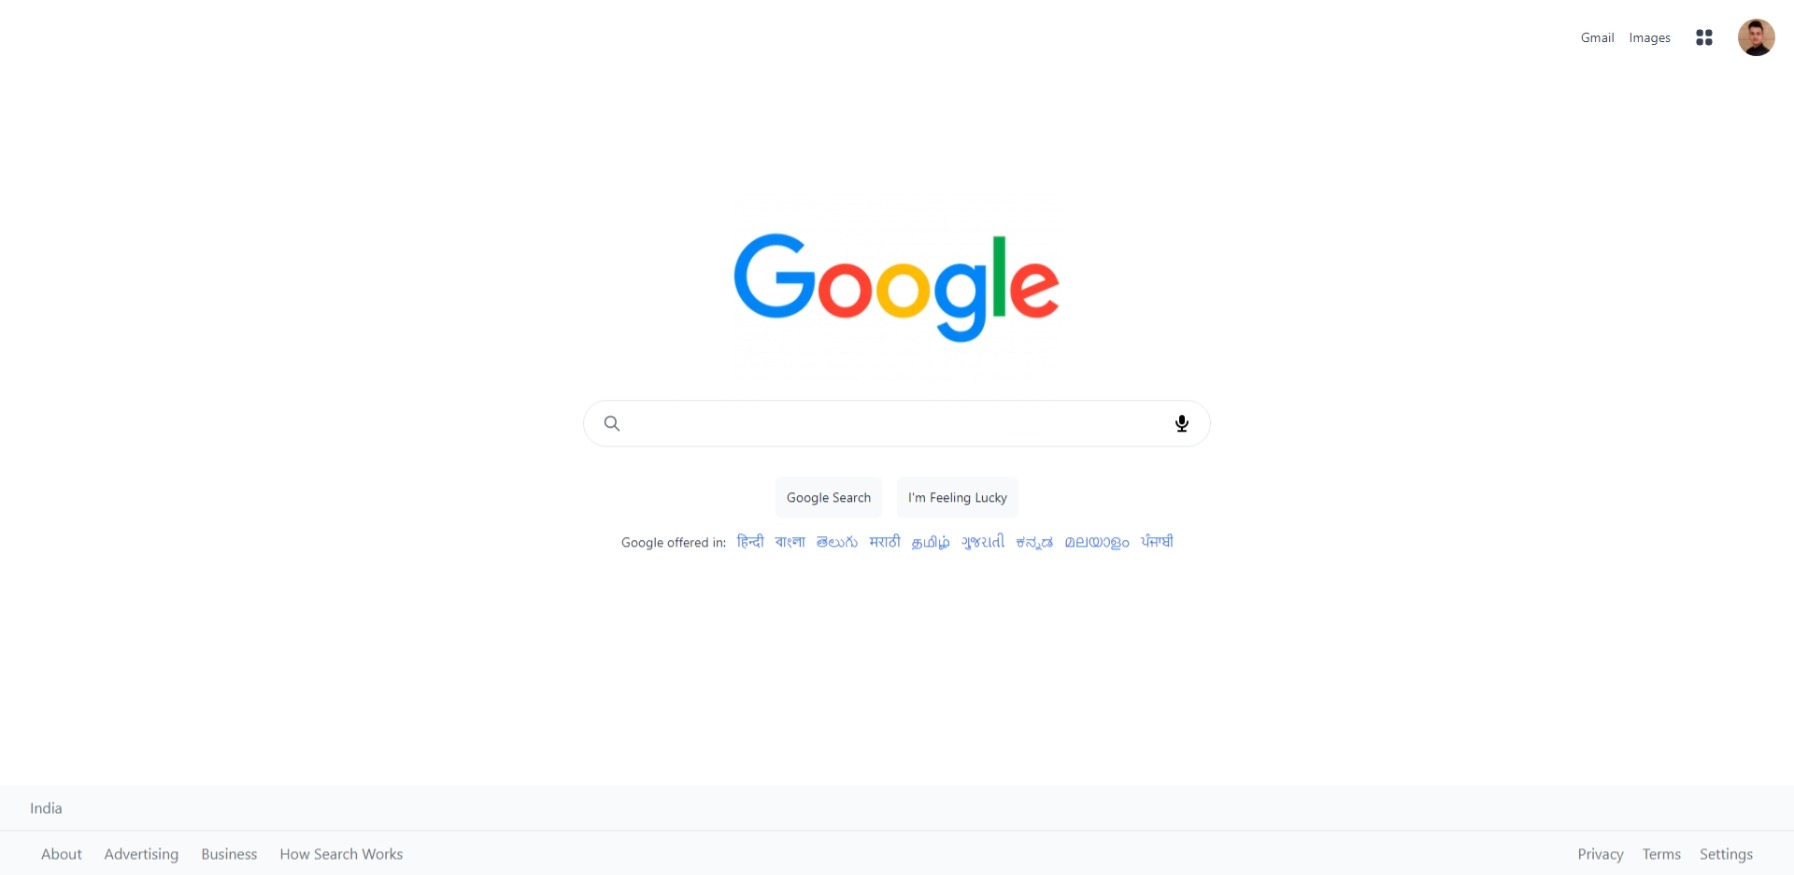 Gmail Images
Google
Google Search I'm Feeling Lucky
Google offered in: हिन्दी বাংলা తెలుగు मराठी தமிழ் ગુજરાતી ಕನ್ನಡ മലയാളം ਪੰਜਾਬੀ
India
About Advertising Business How Search Works Privacy Terms Settings